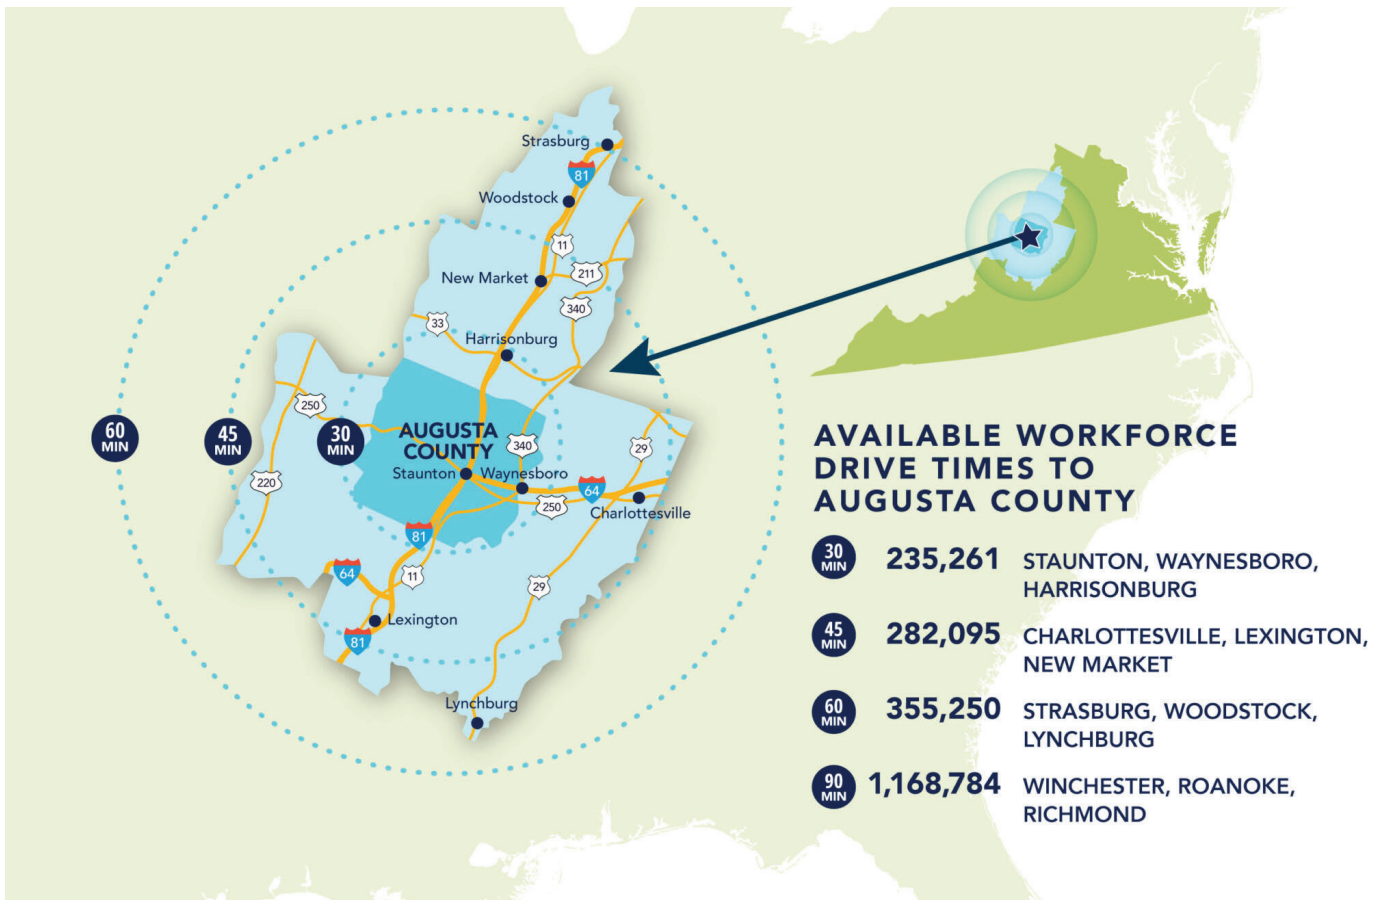 Strasburg
81
Woodstock
11
New Market
211
340
33
Harrisonburg
250
60
MIN
45
MIN
30
MIN
AUGUSTA
COUNTY
340
29
Staunton
Waynesboro
220
64
250
Charlottesville
81
64
11
29
Lexington
81
Lynchburg
AVAILABLE WORKFORCE
DRIVE TIMES TO
AUGUSTA COUNTY
30
MIN
235,261
STAUNTON, WAYNESBORO,
HARRISONBURG
45
MIN
282,095
CHARLOTTESVILLE, LEXINGTON,
NEW MARKET
60
MIN
355,250
STRASBURG, WOODSTOCK,
LYNCHBURG
90
MIN
1,168,784
WINCHESTER, ROANOKE,
RICHMOND